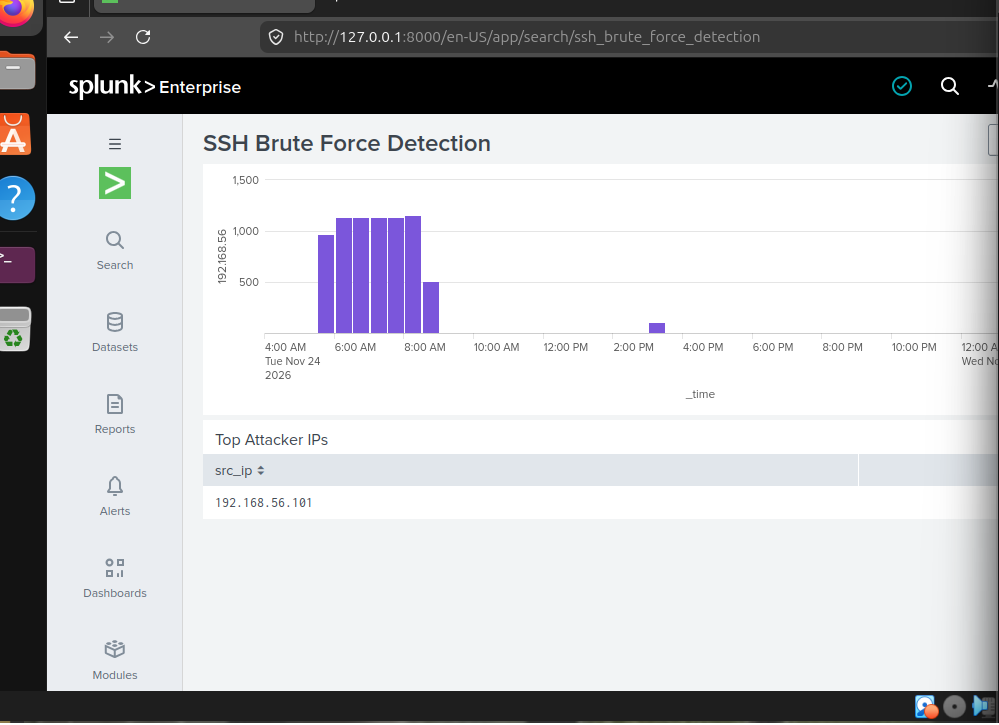 http://127.0.0.1:8000/en-US/app/search/ssh_brute_force_detection
splunk> Enterprise
SSH Brute Force Detection
Search
Datasets
Reports
Alerts
Dashboards
Modules
1,500
1,000
500
192.168.56
4:00 AM 6:00 AM 8:00 AM 10:00 AM 12:00 PM 2:00 PM 4:00 PM 6:00 PM 8:00 PM 10:00 PM 12:00 A
Tue Nov 24 Wed No
2026
_time
Top Attacker IPs
src_ip
192.168.56.101